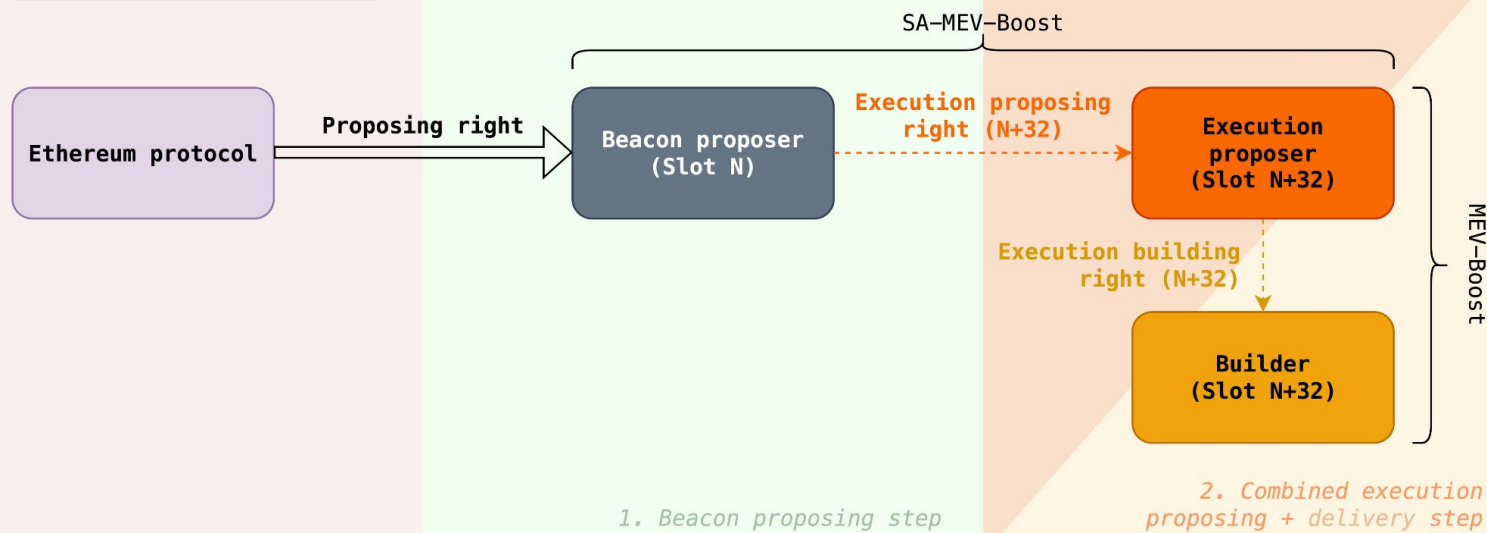 SA-MEV-Boost
Ethereum protocol
Proposing right
Beacon proposer
(Slot N)
Execution proposing
right (N+32)
Execution
proposer
(Slot N+32)
Execution building
right (N+32)
MEV-Boost
Builder
(Slot N+32)
1. Beacon proposing step
2. Combined execution
proposing + delivery step